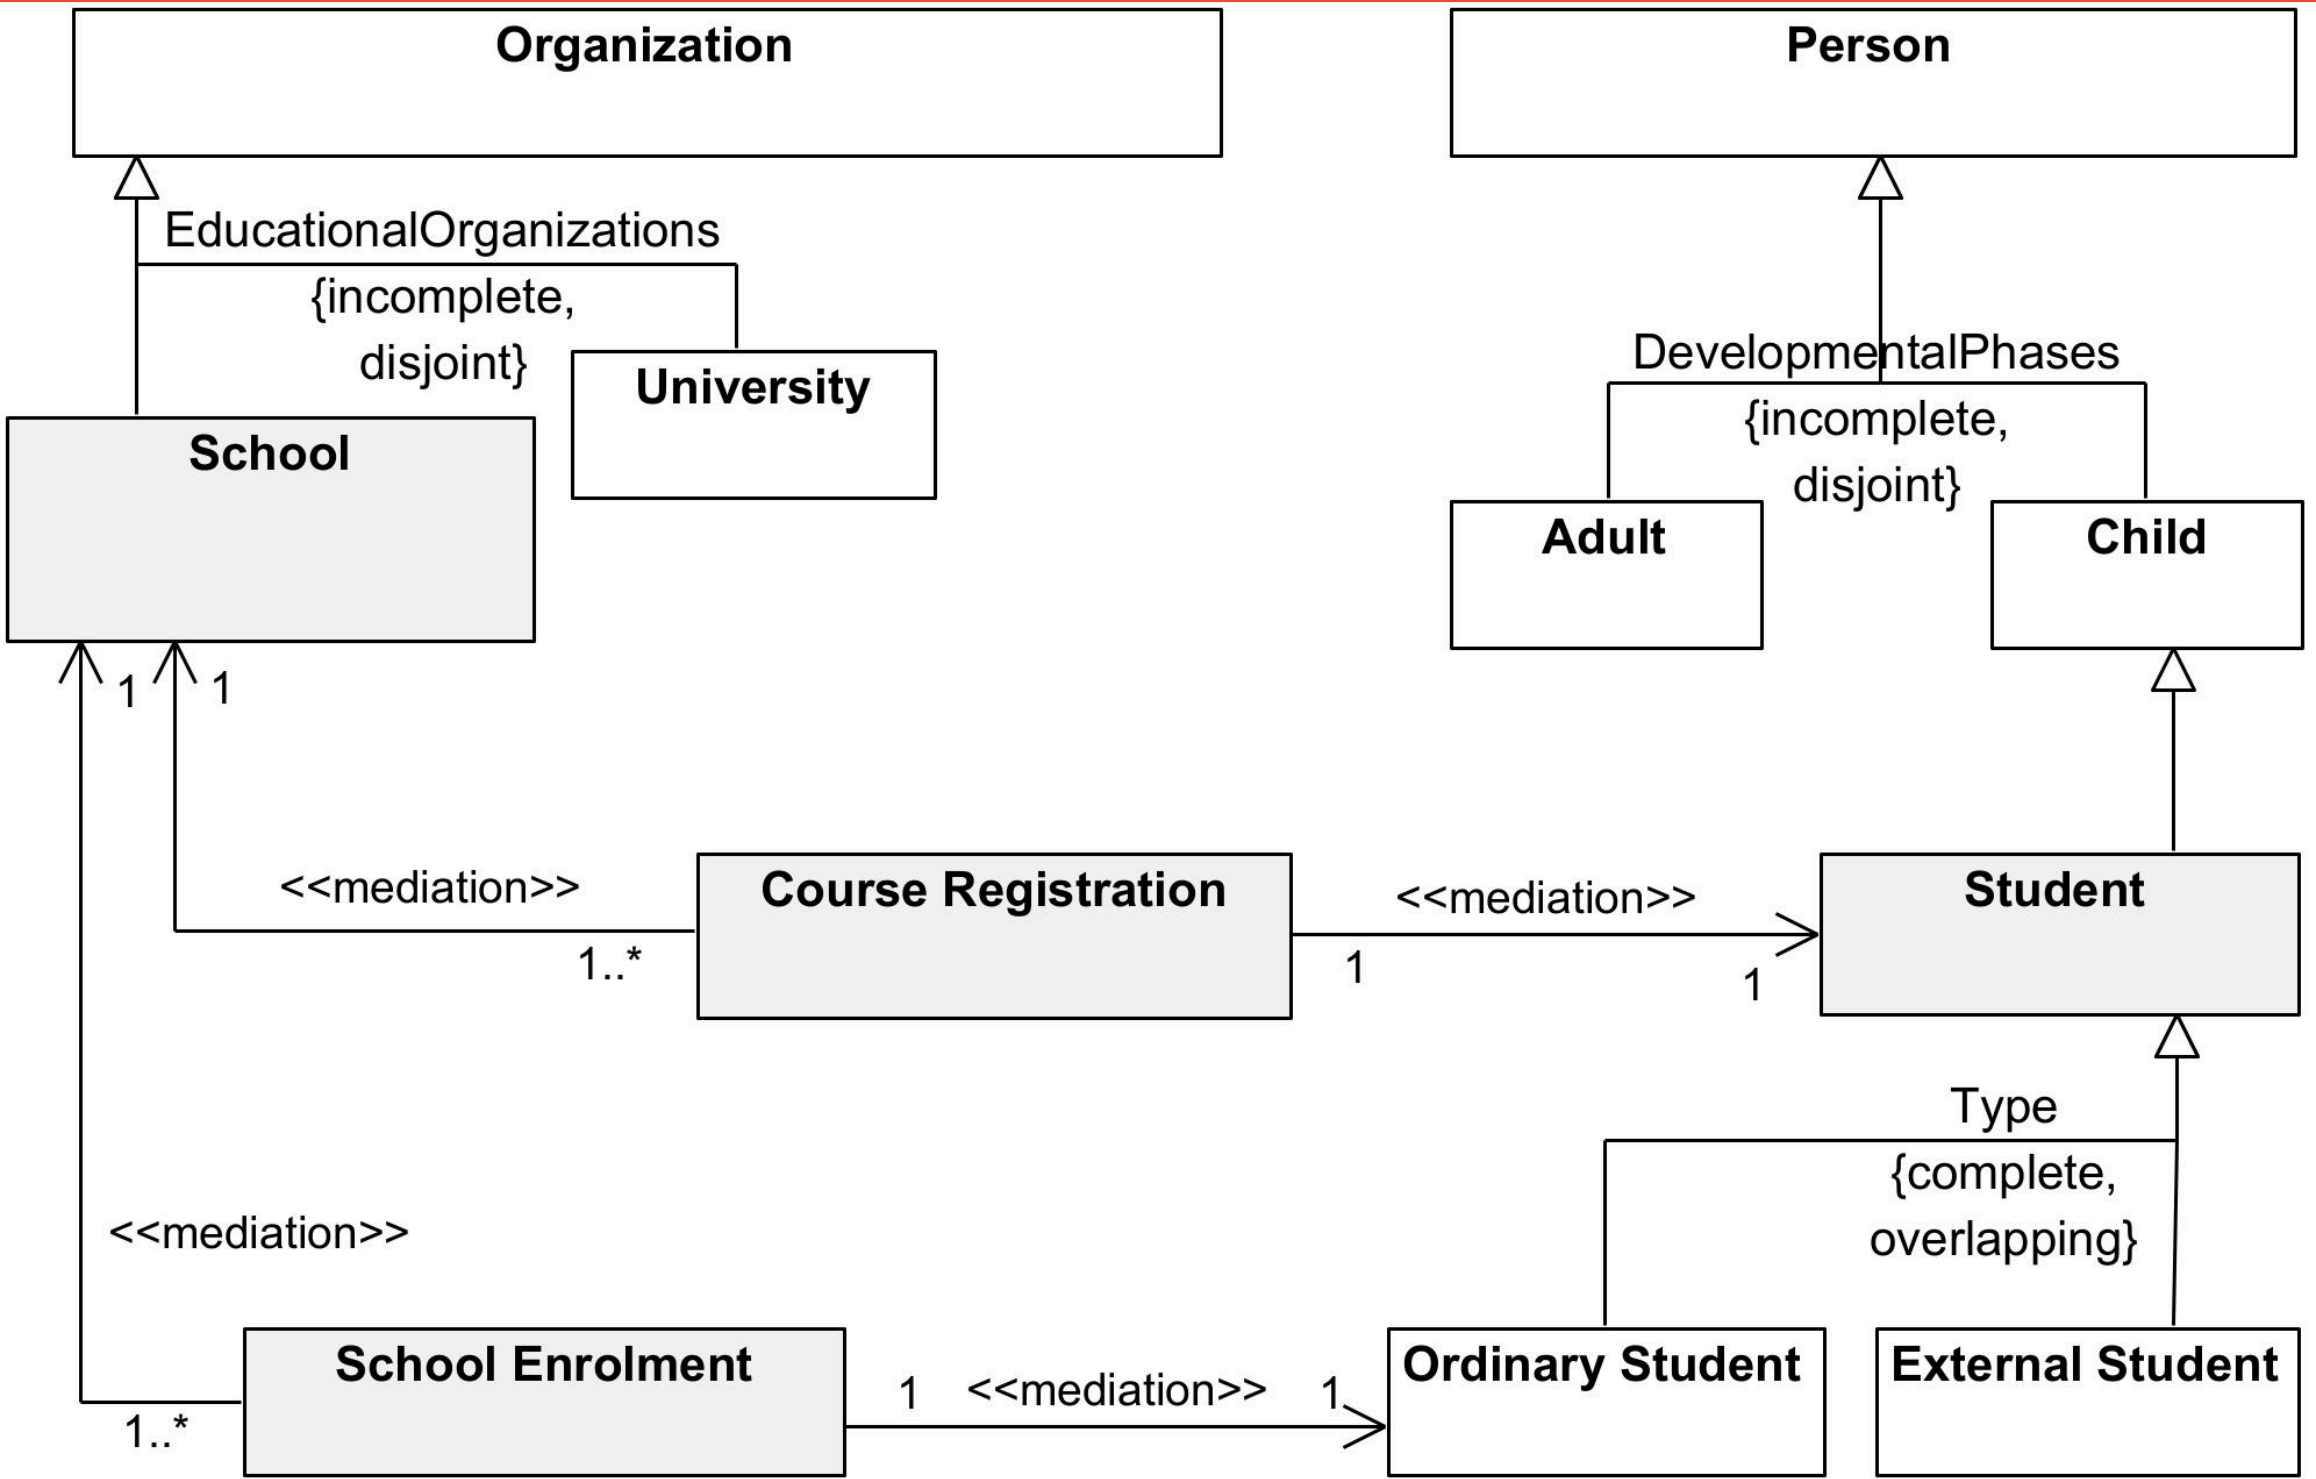 Organization
Person
EducationalOrganizations
{incomplete,
disjoint}
DevelopmentalPhases
{incomplete,
disjoint}
University
School
Adult
Child
1
1
<<mediation>>
1..*
Course Registration
<<mediation>>
1
1
Student
Type
{complete,
overlapping}
<<mediation>>
1..*
School Enrolment
1
<<mediation>>
1
Ordinary Student
External Student